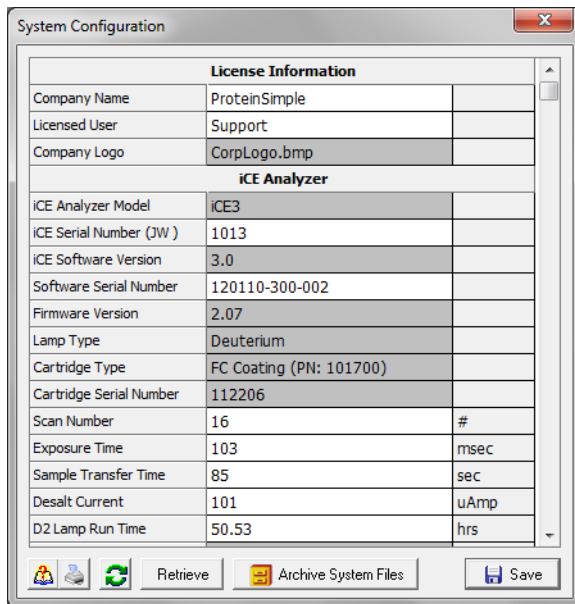 System Configuration
License Information
Company Name ProteinSimple
Licensed User Support
Company Logo CorpLogo.bmp
iCE Analyzer
iCE Analyzer Model iCE3
iCE Serial Number (JW ) 1013
iCE Software Version 3.0
Software Serial Number 120110-300-002
Firmware Version 2.07
Lamp Type Deuterium
Cartridge Type FC Coating (PN: 101700)
Cartridge Serial Number 112206
Scan Number 16 #
Exposure Time 103 msec
Sample Transfer Time 85 sec
Desalt Current 101 uAmp
D2 Lamp Run Time 50.53 hrs
Retrieve Archive System Files Save